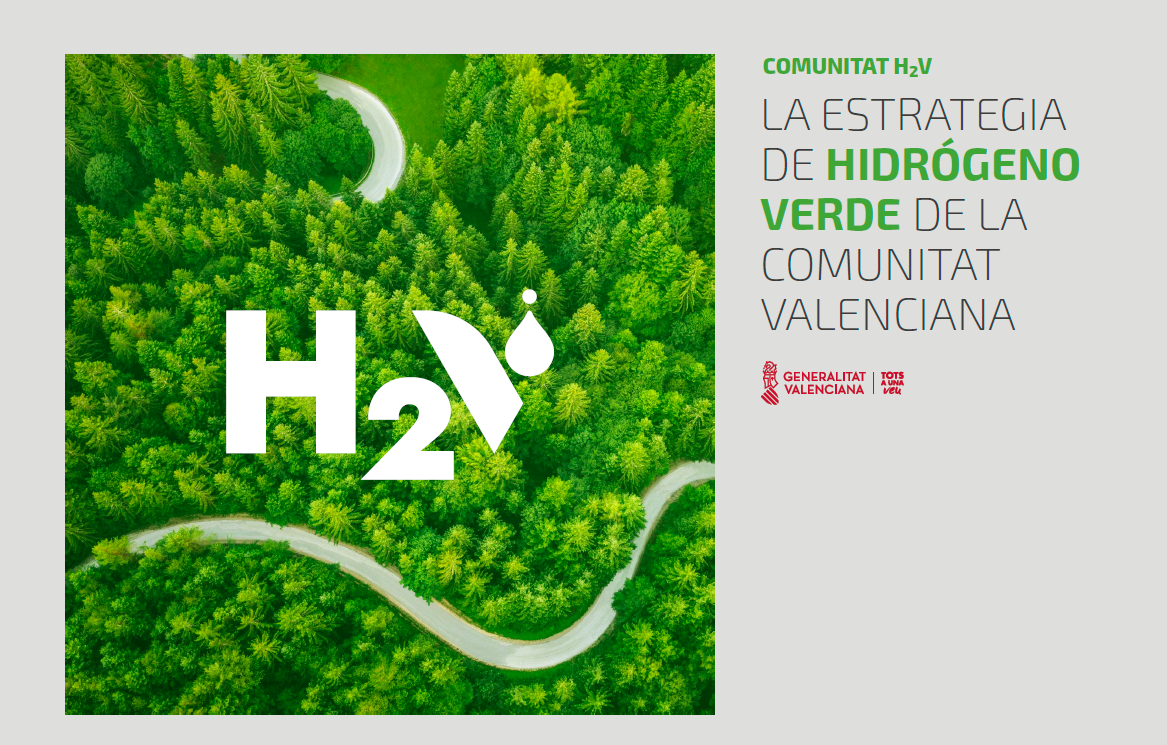 H₂V
COMUNITAT H₂V
LA ESTRATEGIA
DE HIDRÓGENO
VERDE DE LA
COMUNITAT
VALENCIANA
GENERALITAT
VALENCIANA
TOTS
A UNA
veu